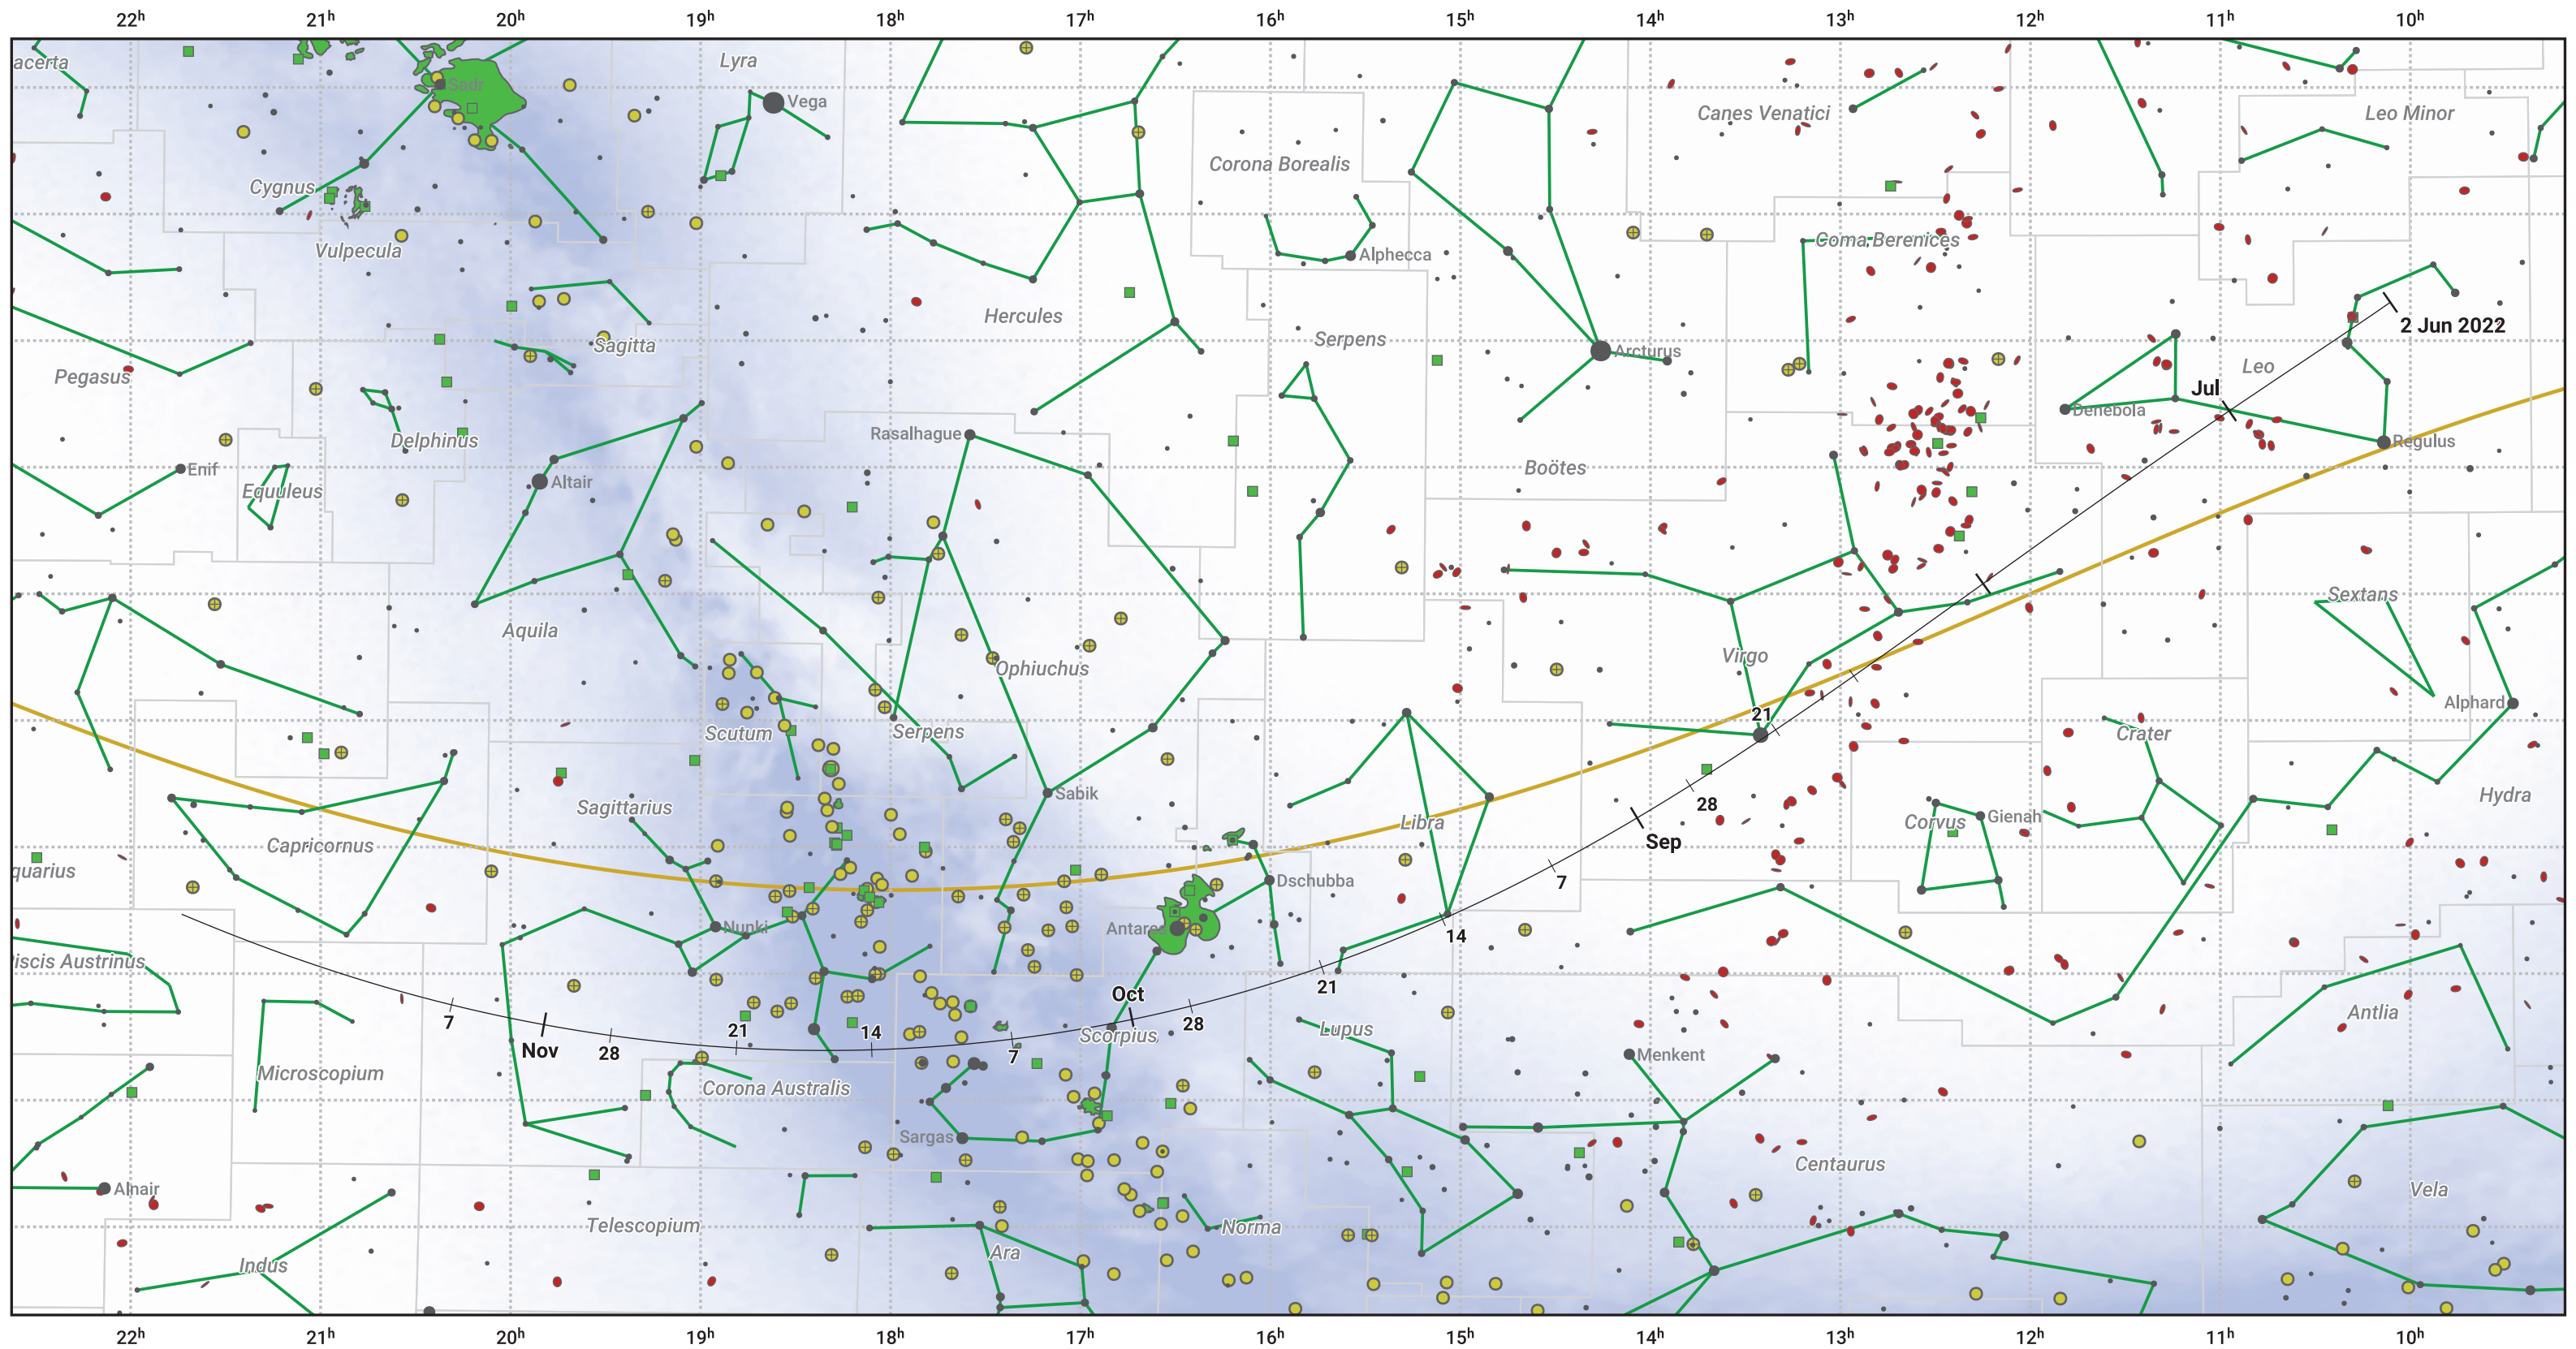 22h 21h 20h 19h 18h 17h 16h 15h 14h 13h 12h 11h 10h
acerta
Lyra
Sadr
Vega
Canes Venatici
Leo Minor
Corona Borealis
Cygnus
Vulpecula
Alphecca
Coma Berenices
Hercules
Sagitta
Serpens
Arcturus
2 Jun 2022
Pegasus
Leo
Jul
Delphinus
Rasalhague
Denebola
Regulus
Enif
Equuleus
Altair
Boötes
Aquila
Ophiuchus
Virgo
Sextans
Scutum
Serpens
21
Crater
Alphard
Sagittarius
Sabik
28
Libra
Sep
Corvus
Gienah
Hydra
Capricornus
quarius
Dschubba
7
Nunki
Antares
14
iscis Austrinus
21
Oct
7
Nov
28
21
14
7
Scorpius
28
Lupus
Antlia
Microscopium
Corona Australis
Menkent
Sargas
Centaurus
Alnair
Vela
Telescopium
Norma
Ara
Indus
22h 21h 20h 19h 18h 17h 16h 15h 14h 13h 12h 11h 10h